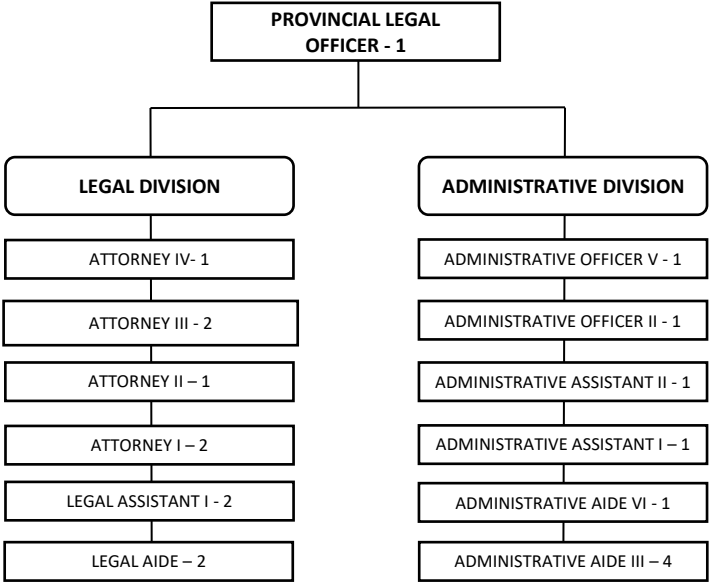 PROVINCIAL LEGAL
OFFICER - 1
LEGAL DIVISION
ATTORNEY IV- 1
ATTORNEY III - 2
ATTORNEY II – 1
ATTORNEY I – 2
LEGAL ASSISTANT I - 2
LEGAL AIDE – 2
ADMINISTRATIVE DIVISION
ADMINISTRATIVE OFFICER V - 1
ADMINISTRATIVE OFFICER II - 1
ADMINISTRATIVE ASSISTANT II - 1
ADMINISTRATIVE ASSISTANT I – 1
ADMINISTRATIVE AIDE VI - 1
ADMINISTRATIVE AIDE III – 4